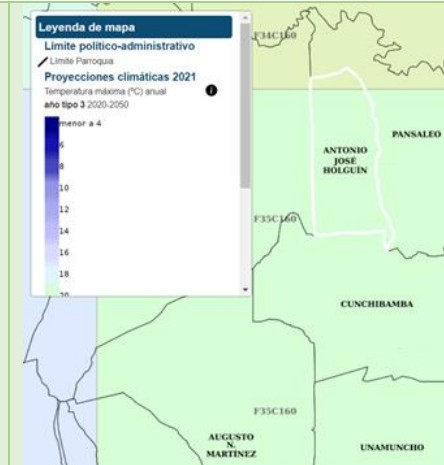 Leyenda de mapa
Límite político-administrativo
Límite Parroquia
Proyecciones climáticas 2021
Temperatura máxima (ºC) anual
año tipo 3 2020-2050
menor a 4
6
8
10
12
14
16
18
20
F34C160
PANSALEO
ANTONIO
JOSÉ
HOLGUÍN
F35C160
CUNCHIBAMBA
F35C160
AUGUSTO
N.
MARTÍNEZ
UNAMUNCHO